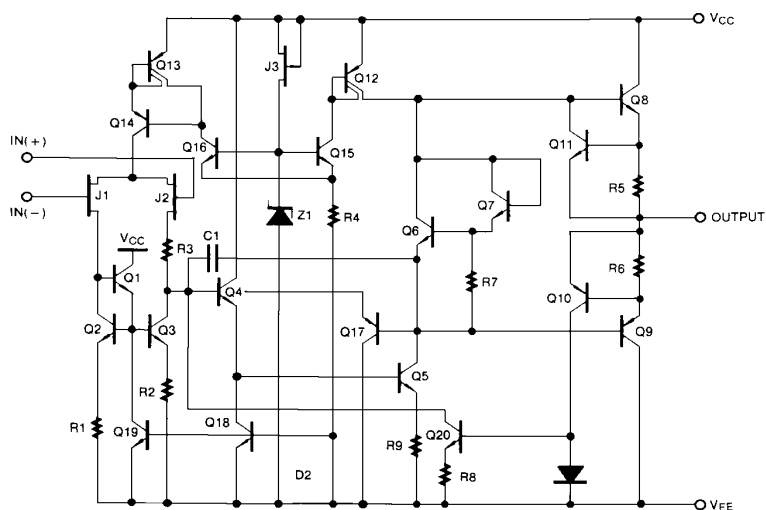 VCC
Q13
J3
Q12
Q8
Q14
Q11
IN(+)
Q16
Q15
J1
J2
Z1
R4
Q7
R5
IN(-)
OUTPUT
VCC
R3
C1
Q6
R6
Q1
R7
Q4
Q10
Q2
Q3
Q17
Q9
R2
Q5
R1
Q19
Q18
R9
Q20
D2
R8
VEE